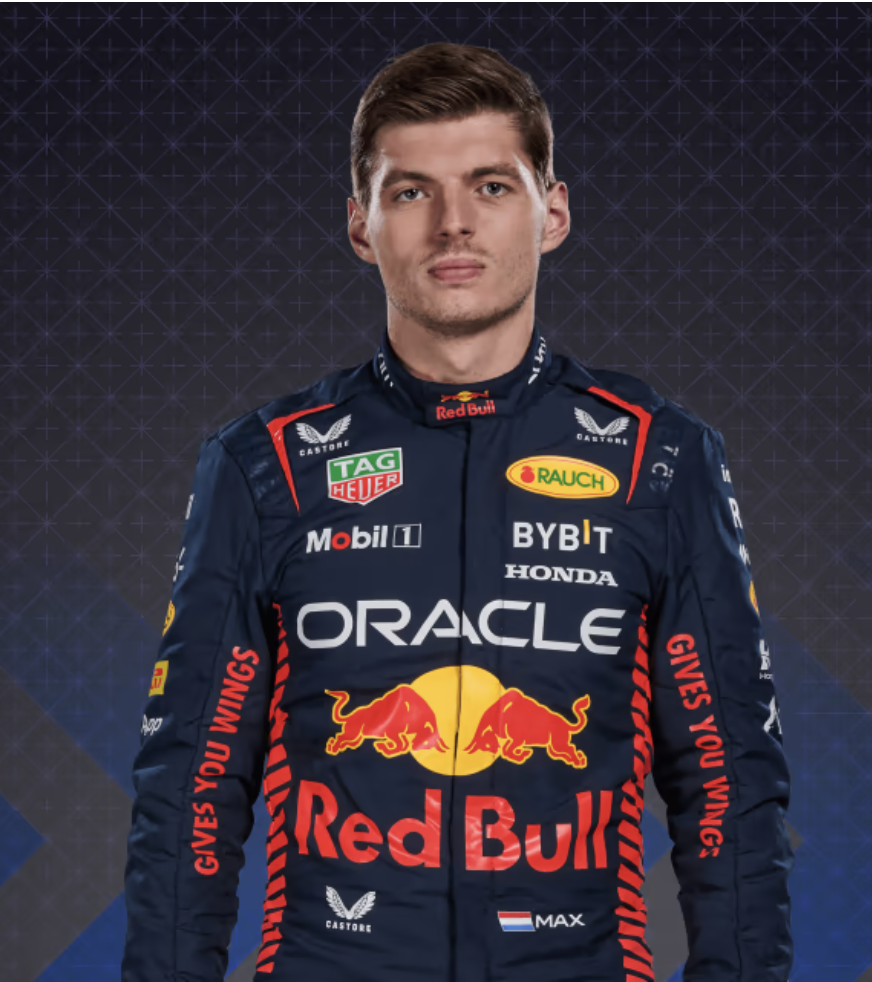 Red Bull
CASTORE
CASTORE
TAG
HEUER
RAUCH
Mobil 1
BYBIT
HONDA
ORACLE
GIVES YOU WINGS
GIVES YOU WINGS
Red Bull
CASTORE
MAX